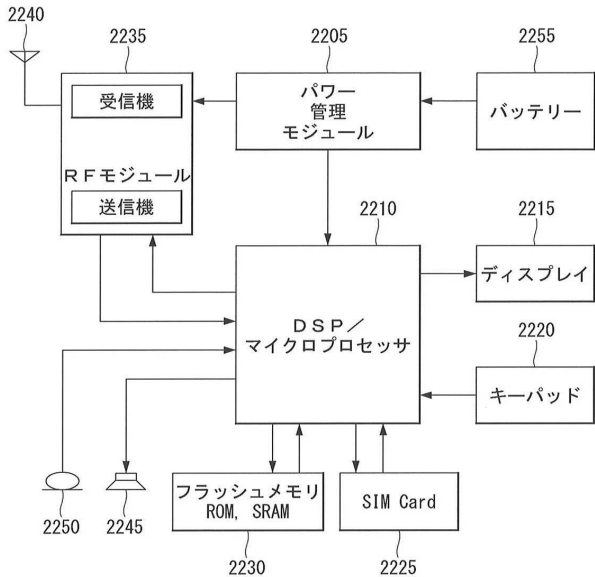 2240
2235
2205
2255
受信機
RFモジュール
送信機
パワー
管理
モジュール
バッテリー
2210
2215
DSP/
マイクロプロセッサ
ディスプレイ
2220
キーパッド
2250
2245
フラッシュメモリ
ROM, SRAM
SIM Card
2230
2225